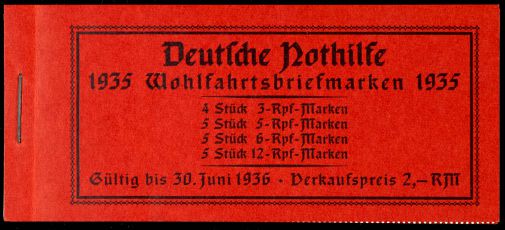 Deutsche Nothilfe
1935 Wohlfahrtsbriefmarken 1935
4 Stück 3-Rpf-Marken
5 Stück 5-Rpf-Marken
5 Stück 6-Rpf-Marken
5 Stück 12-Rpf-Marken
Gültig bis 30. Juni 1936 · Verkaufspreis 2,— RM